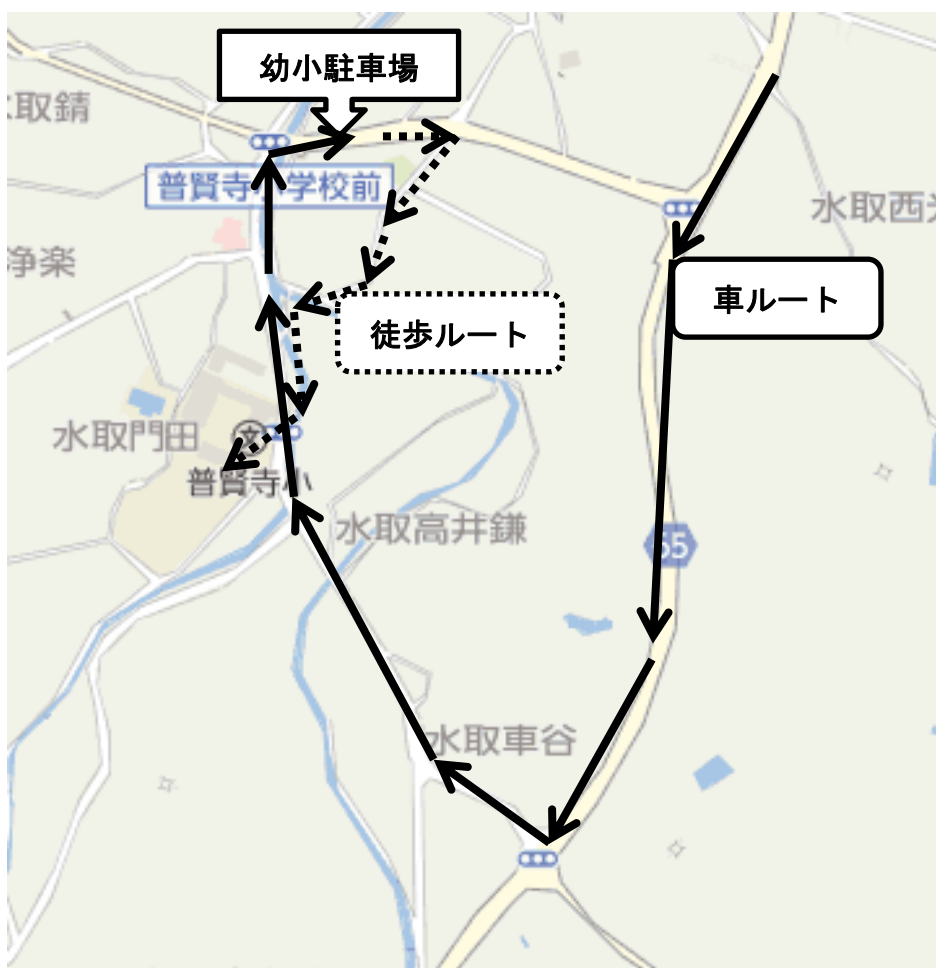 幼小駐車場
水取錆
普賢寺小学校前
水取西
浄楽
車ルート
徒歩ルート
水取門田
文
普賢寺小
水取高井鎌
65
水取車谷